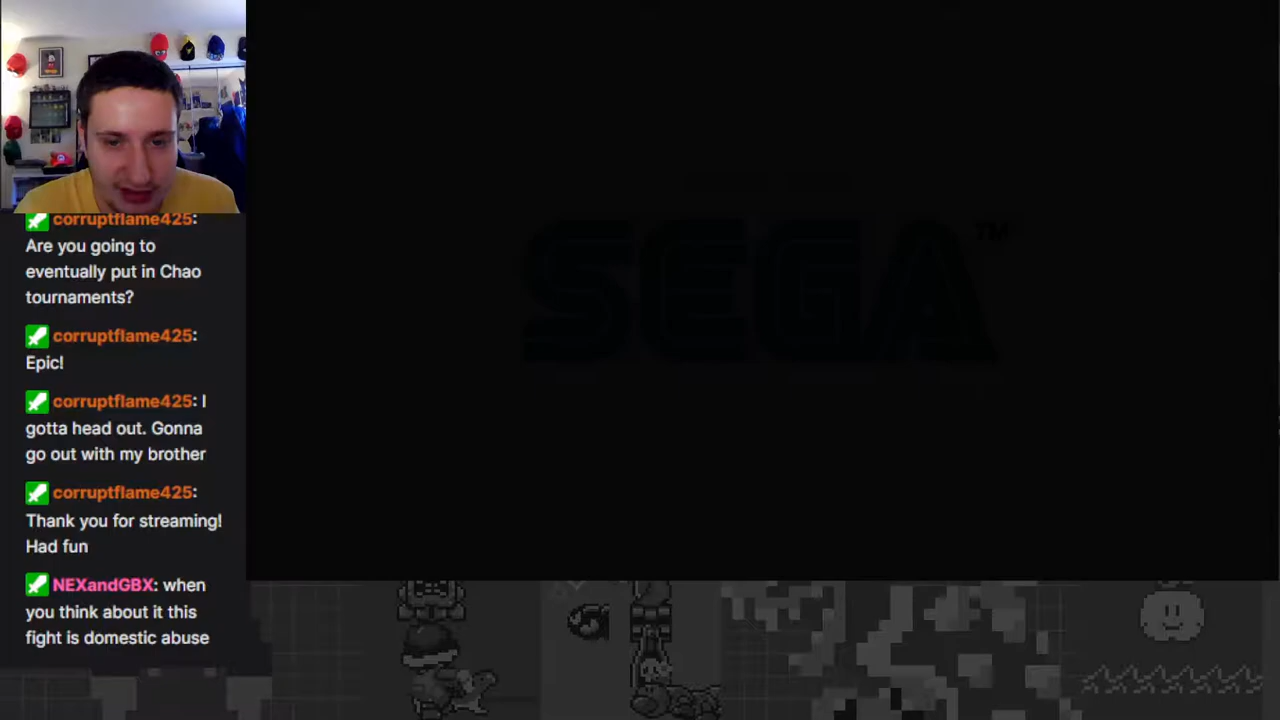 corruptflame425:
Are you going to
eventually put in Chao
tournaments?
corruptflame425:
Epic!
corruptflame425: I
gotta head out. Gonna
go out with my brother
corruptflame425:
Thank you for streaming!
Had fun
NEXandGBX: when
you think about it this
fight is domestic abuse
SEGA TM